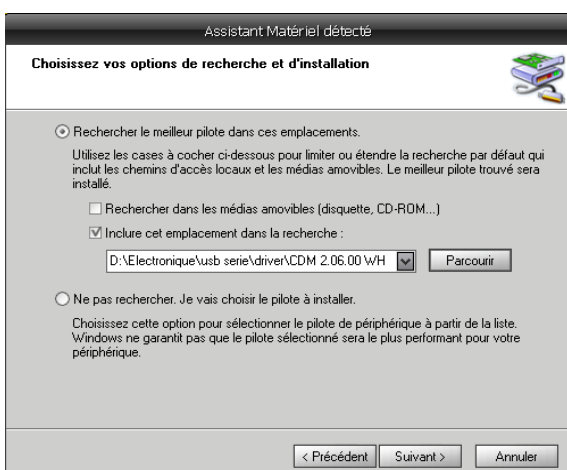 Assistant Matériel détecté
Choisissez vos options de recherche et d'installation
Rechercher le meilleur pilote dans ces emplacements.
Utilisez les cases à cocher ci-dessous pour limiter ou étendre la recherche par défaut qui
inclut les chemins d'accès locaux et les médias amovibles. Le meilleur pilote trouvé sera
installé.
Rechercher dans les médias amovibles (disquette, CD-ROM...)
Inclure cet emplacement dans la recherche :
D:\Electronique\usb serie\driver\CDM 2.06.00 WH
Parcourir
Ne pas rechercher. Je vais choisir le pilote à installer.
Choisissez cette option pour sélectionner le pilote de périphérique à partir de la liste.
Windows ne garantit pas que le pilote sélectionné sera le plus performant pour votre
périphérique.
< Précédent Suivant > Annuler